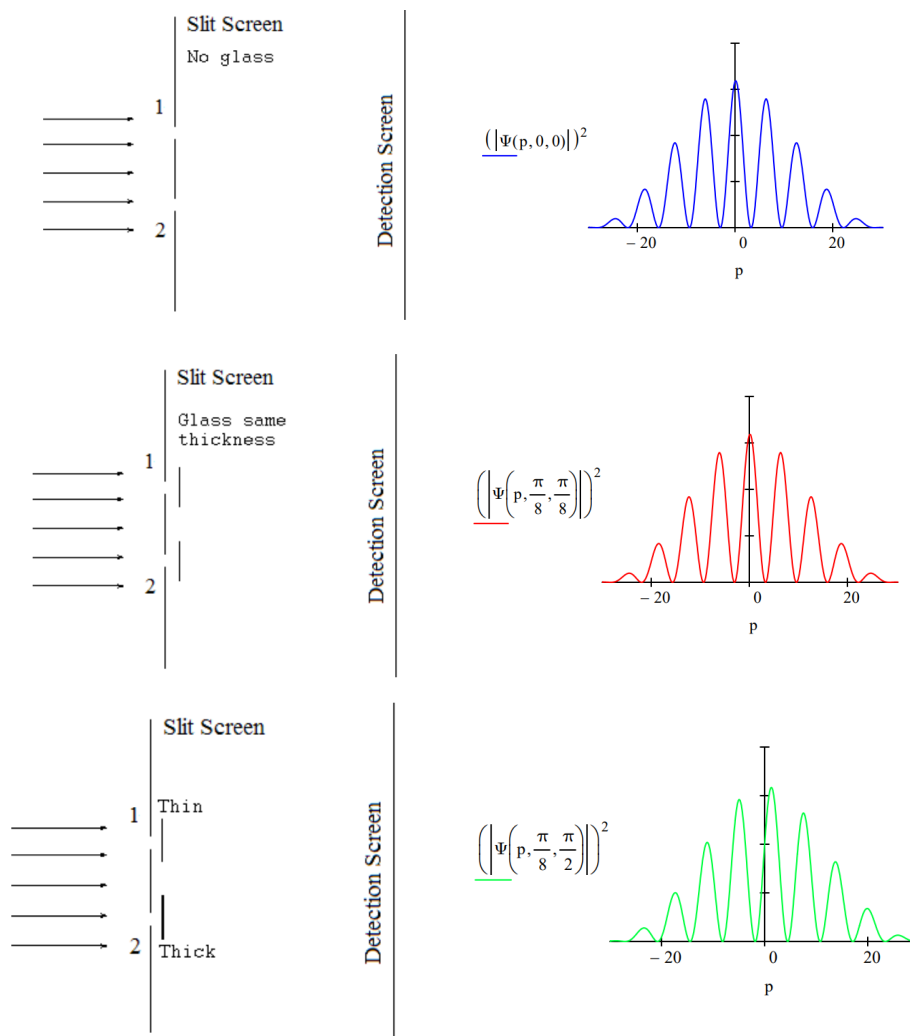 Slit Screen
No glass
1
2
Detection Screen
(|Ψ(p, 0, 0)|)²
− 20 0 20
p
Slit Screen
Glass same
thickness
1
2
Detection Screen
(|Ψ(p, π/8, π/8)|)²
− 20 0 20
p
Slit Screen
1 Thin
2 Thick
Detection Screen
(|Ψ(p, π/8, π/2)|)²
− 20 0 20
p